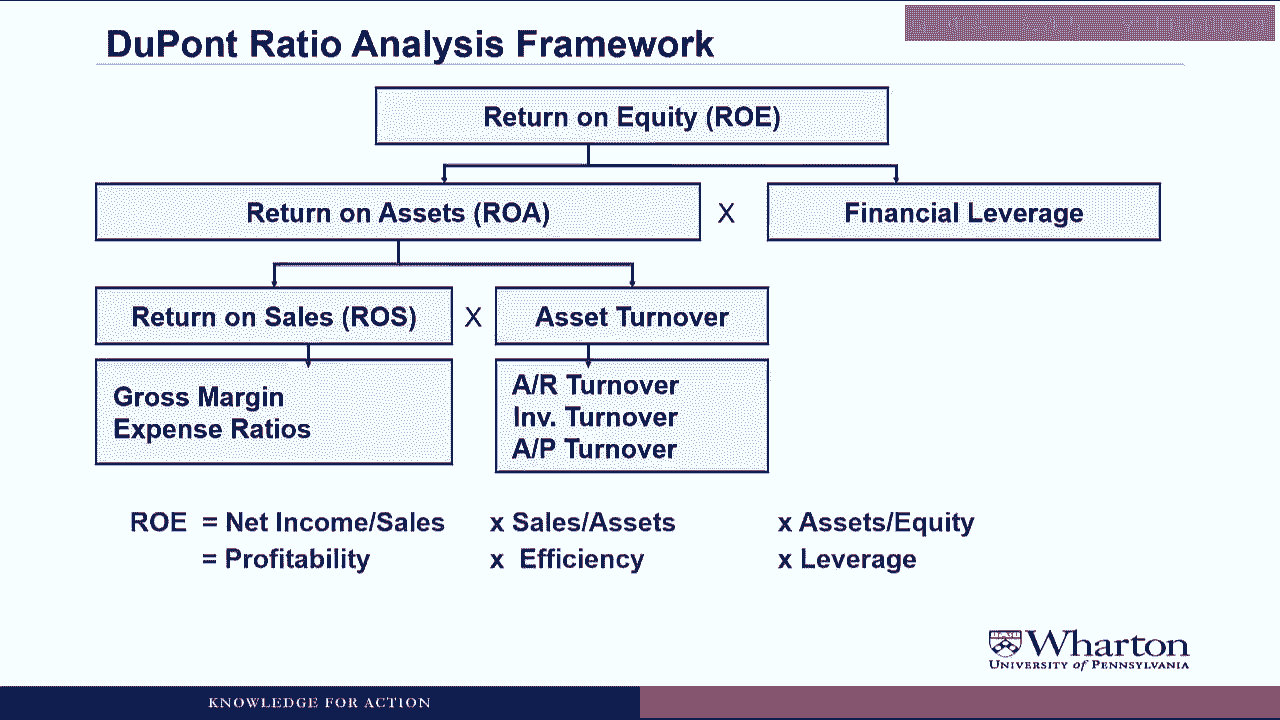 DuPont Ratio Analysis Framework
Return on Equity (ROE)
Return on Assets (ROA) X Financial Leverage
Return on Sales (ROS) X Asset Turnover
Gross Margin
Expense Ratios
A/R Turnover
Inv. Turnover
A/P Turnover
ROE = Net Income/Sales x Sales/Assets x Assets/Equity
= Profitability x Efficiency x Leverage
Wharton
UNIVERSITY of PENNSYLVANIA
KNOWLEDGE FOR ACTION